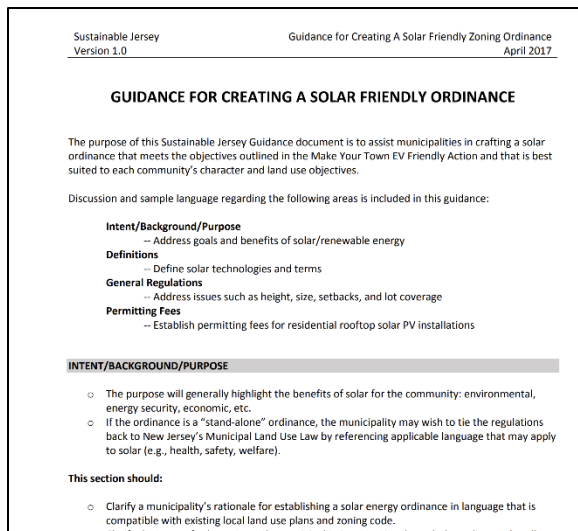 Sustainable Jersey Guidance for Creating A Solar Friendly Zoning Ordinance
Version 1.0 April 2017
GUIDANCE FOR CREATING A SOLAR FRIENDLY ORDINANCE
The purpose of this Sustainable Jersey Guidance document is to assist municipalities in crafting a solar
ordinance that meets the objectives outlined in the Make Your Town EV Friendly Action and that is best
suited to each community's character and land use objectives.
Discussion and sample language regarding the following areas is included in this guidance:
Intent/Background/Purpose
-- Address goals and benefits of solar/renewable energy
Definitions
-- Define solar technologies and terms
General Regulations
-- Address issues such as height, size, setbacks, and lot coverage
Permitting Fees
-- Establish permitting fees for residential rooftop solar PV installations
INTENT/BACKGROUND/PURPOSE
o The purpose will generally highlight the benefits of solar for the community: environmental,
energy security, economic, etc.
o If the ordinance is a "stand-alone" ordinance, the municipality may wish to tie the regulations
back to New Jersey's Municipal Land Use Law by referencing applicable language that may apply
to solar (e.g., health, safety, welfare).
This section should:
o Clarify a municipality's rationale for establishing a solar energy ordinance in language that is
compatible with existing local land use plans and zoning code.